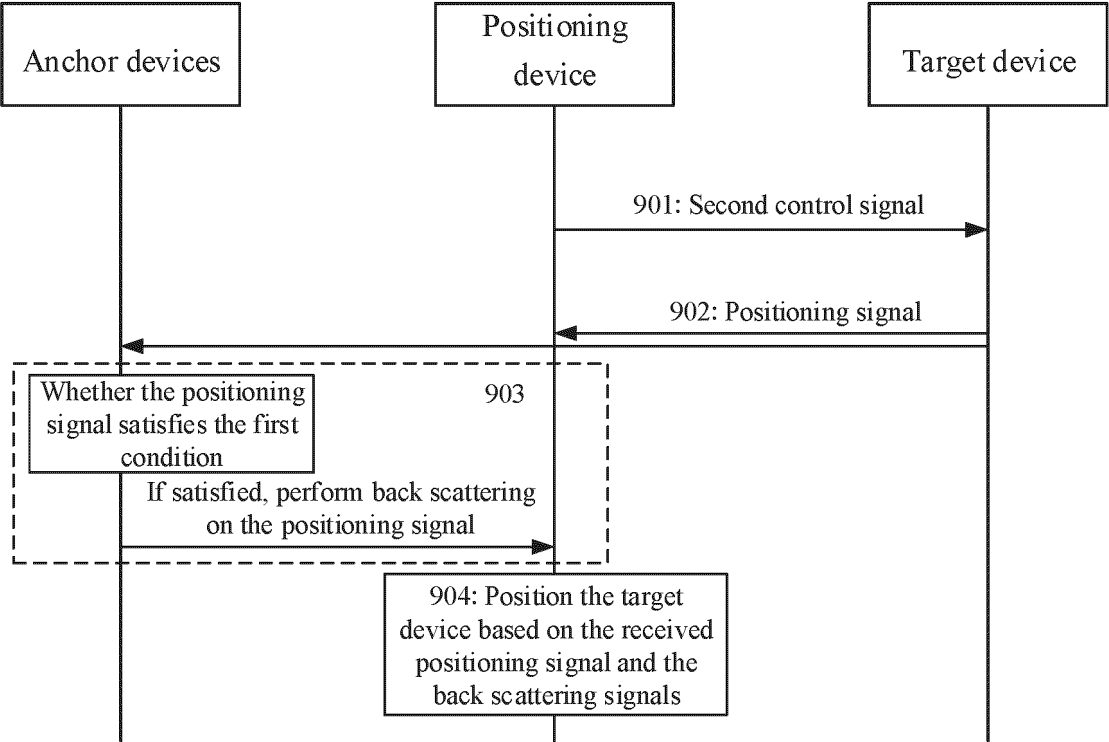 Anchor devices
Positioning
device
Target device
901: Second control signal
902: Positioning signal
903
Whether the positioning
signal satisfies the first
condition
If satisfied, perform back scattering
on the positioning signal
904: Position the target
device based on the received
positioning signal and the
back scattering signals